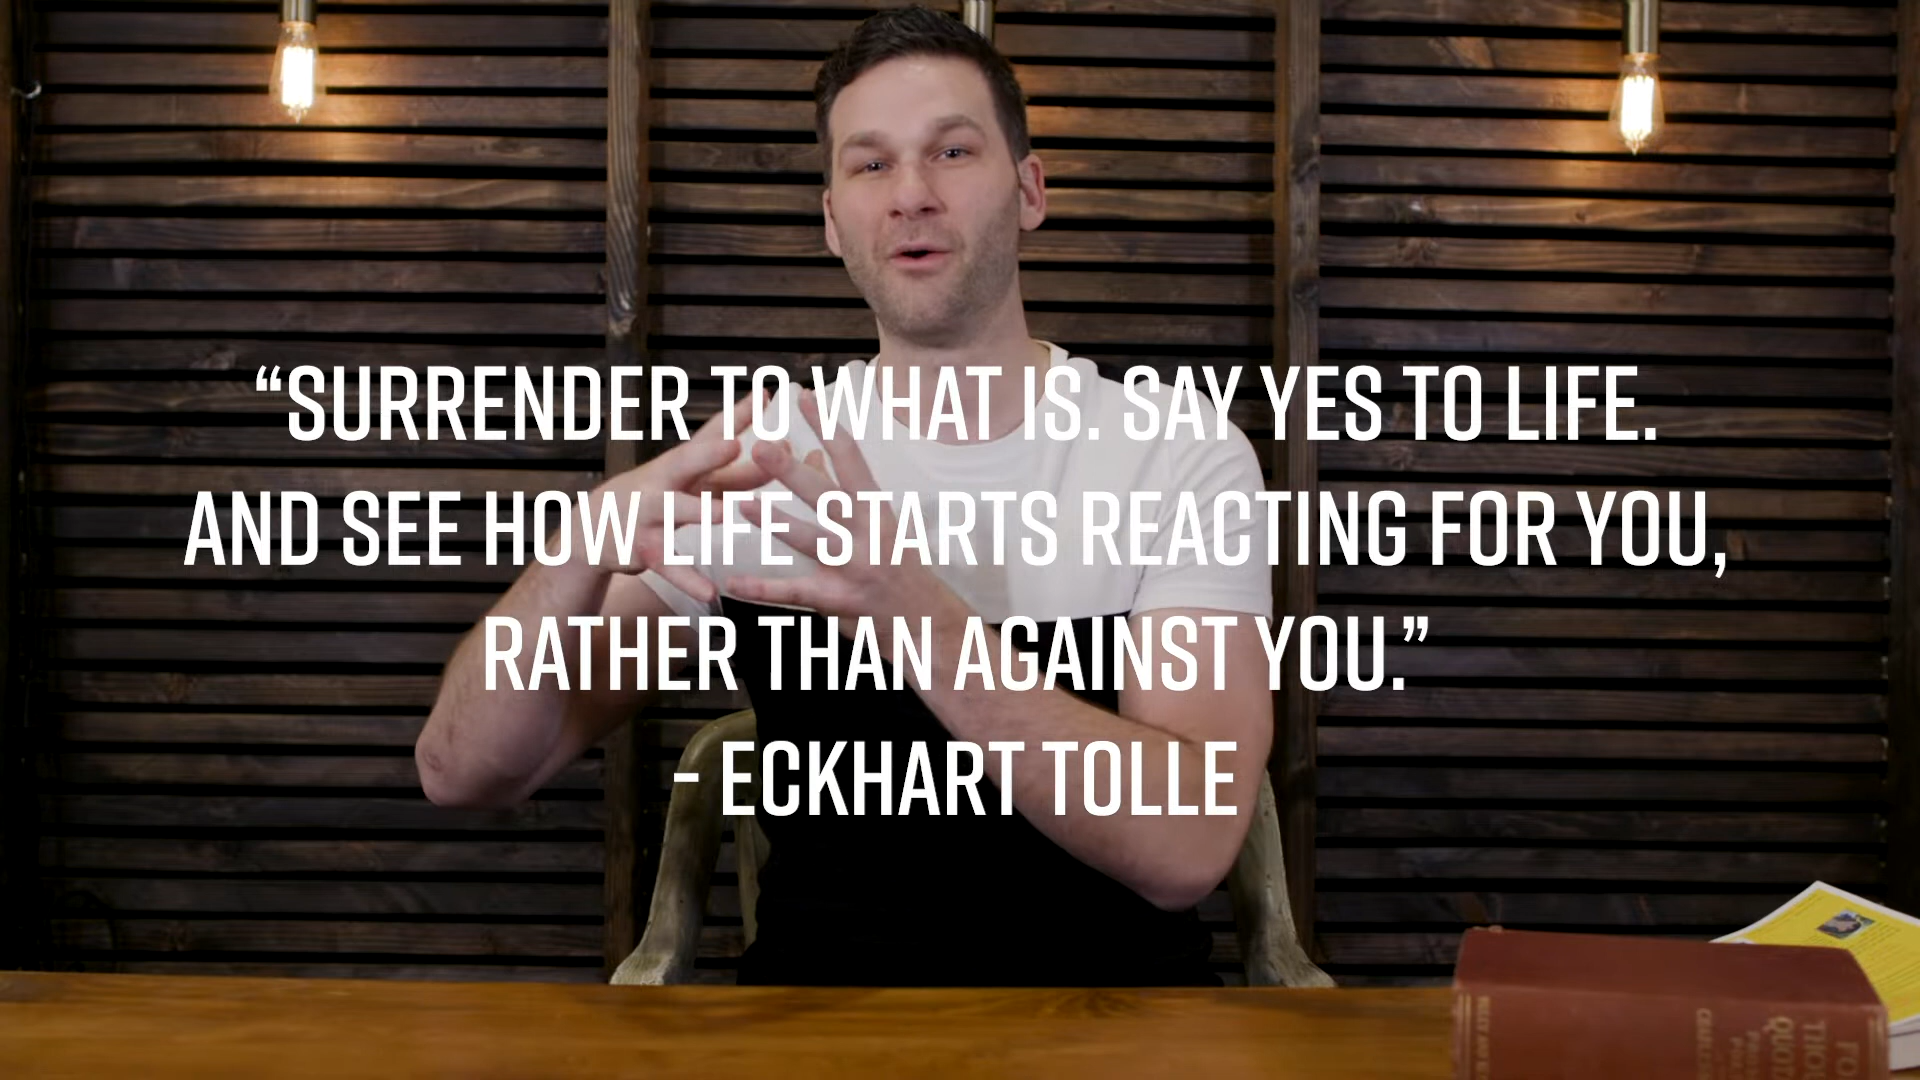 “SURRENDER TO WHAT IS. SAY YES TO LIFE.
AND SEE HOW LIFE STARTS REACTING FOR YOU,
RATHER THAN AGAINST YOU.”
- ECKHART TOLLE